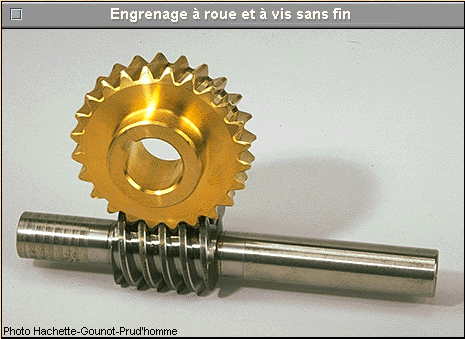 Engrenage à roue et à vis sans fin
Photo Hachette-Gounot-Prud'homme